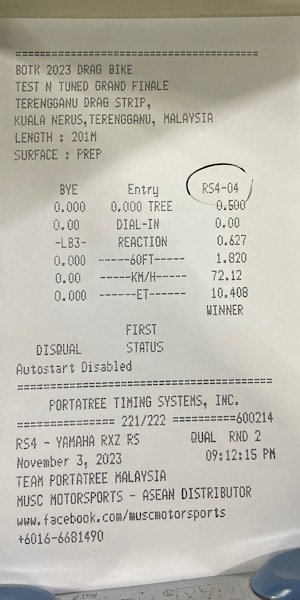 ========================================
BOTK 2023 DRAG BIKE
TEST N TUNED GRAND FINALE
TERENGGANU DRAG STRIP,
KUALA NERUS,TERENGGANU, MALAYSIA
LENGTH : 201M
SURFACE : PREP
BYE Entry RS4-04
0.000 0.000 TREE 0.500
0.00 DIAL-IN 0.00
-LB3- REACTION 0.627
0.000 ------60FT------ 1.820
0.00 ------KM/H------ 72.12
0.000 -------ET------- 10.408
WINNER
FIRST
DISQUAL STATUS
Autostart Disabled
========================================
PORTATREE TIMING SYSTEMS, INC.
=============== 221/222 ==========600214
RS4 - YAMAHA RXZ RS QUAL RND 2
November 3, 2023 09:12:15 PM
TEAM PORTATREE MALAYSIA
MUSC MOTORSPORTS - ASEAN DISTRIBUTOR
www.facebook.com/muscmotorsports
+6016-6681490